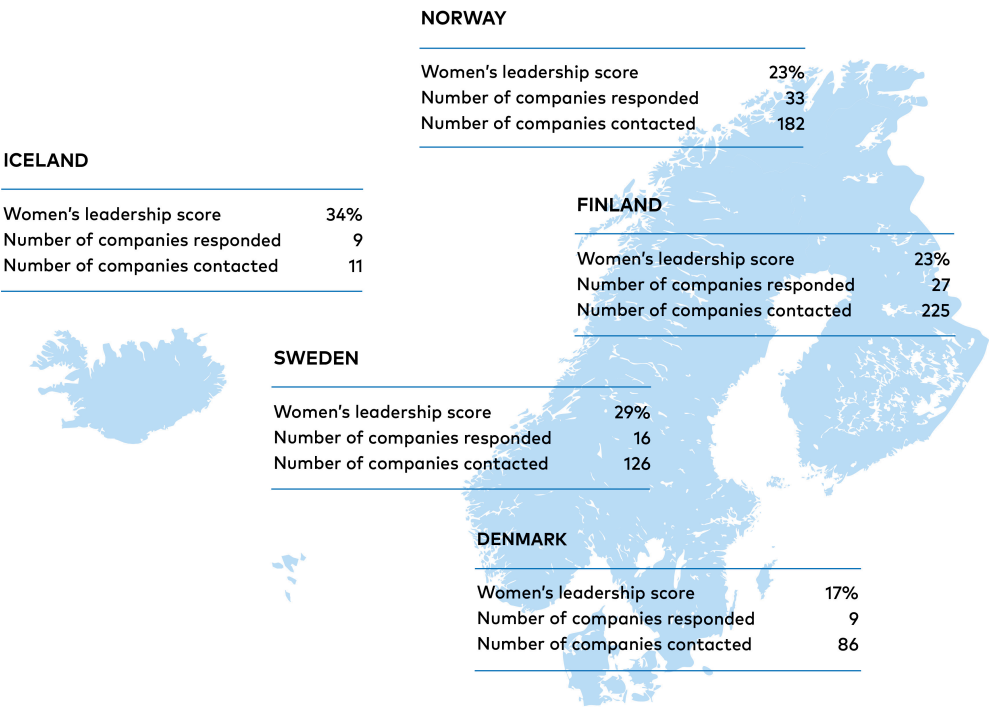 NORWAY
Women’s leadership score 23%
Number of companies responded 33
Number of companies contacted 182
ICELAND
Women’s leadership score 34%
Number of companies responded 9
Number of companies contacted 11
FINLAND
Women’s leadership score 23%
Number of companies responded 27
Number of companies contacted 225
SWEDEN
Women’s leadership score 29%
Number of companies responded 16
Number of companies contacted 126
DENMARK
Women’s leadership score 17%
Number of companies responded 9
Number of companies contacted 86